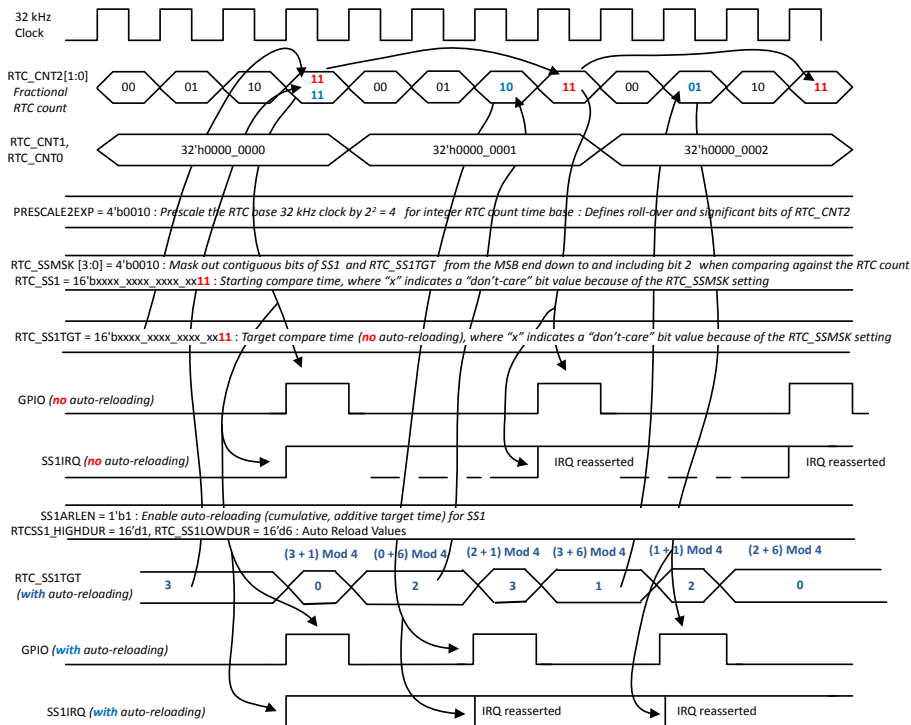 32 kHz
Clock
RTC_CNT2[1:0]
Fractional
RTC count
00 01 10 11 00 01 10 11 00 01 10 11
11
RTC_CNT1,
RTC_CNT0
32'h0000_0000 32'h0000_0001 32'h0000_0002
PRESCALE2EXP = 4'b0010 : Prescale the RTC base 32 kHz clock by 2² = 4 for integer RTC count time base : Defines roll-over and significant bits of RTC_CNT2
RTC_SSMSK [3:0] = 4'b0010 : Mask out contiguous bits of SS1 and RTC_SS1TGT from the MSB end down to and including bit 2 when comparing against the RTC count
RTC_SS1 = 16'bxxxx_xxxx_xxxx_xx11 : Starting compare time, where "x" indicates a "don't-care" bit value because of the RTC_SSMSK setting
RTC_SS1TGT = 16'bxxxx_xxxx_xxxx_xx11 : Target compare time (no auto-reloading), where "x" indicates a "don't-care" bit value because of the RTC_SSMSK setting
GPIO (no auto-reloading)
SS1IRQ (no auto-reloading)
IRQ reasserted IRQ reasserted
SS1ARLEN = 1'b1 : Enable auto-reloading (cumulative, additive target time) for SS1
RTCSS1_HIGHDUR = 16'd1, RTC_SS1LOWDUR = 16'd6 : Auto Reload Values
(3 + 1) Mod 4 (0 + 6) Mod 4 (2 + 1) Mod 4 (3 + 6) Mod 4 (1 + 1) Mod 4 (2 + 6) Mod 4
RTC_SS1TGT
(with auto-reloading)
3 0 2 3 1 2 0
GPIO (with auto-reloading)
SS1IRQ (with auto-reloading)
IRQ reasserted IRQ reasserted